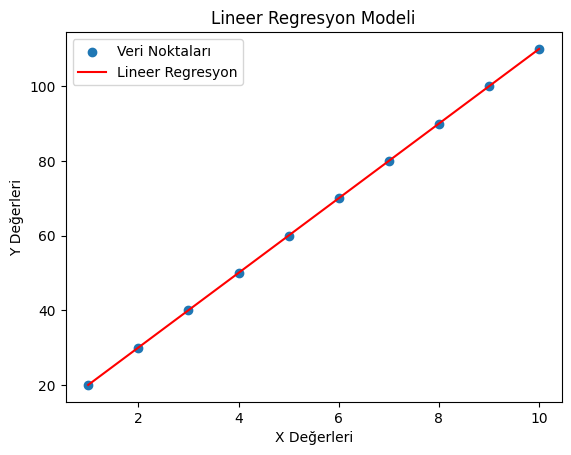 Lineer Regresyon Modeli
Veri Noktaları
Lineer Regresyon
Y Değerleri
100
80
60
40
20
2
4
6
8
10
X Değerleri